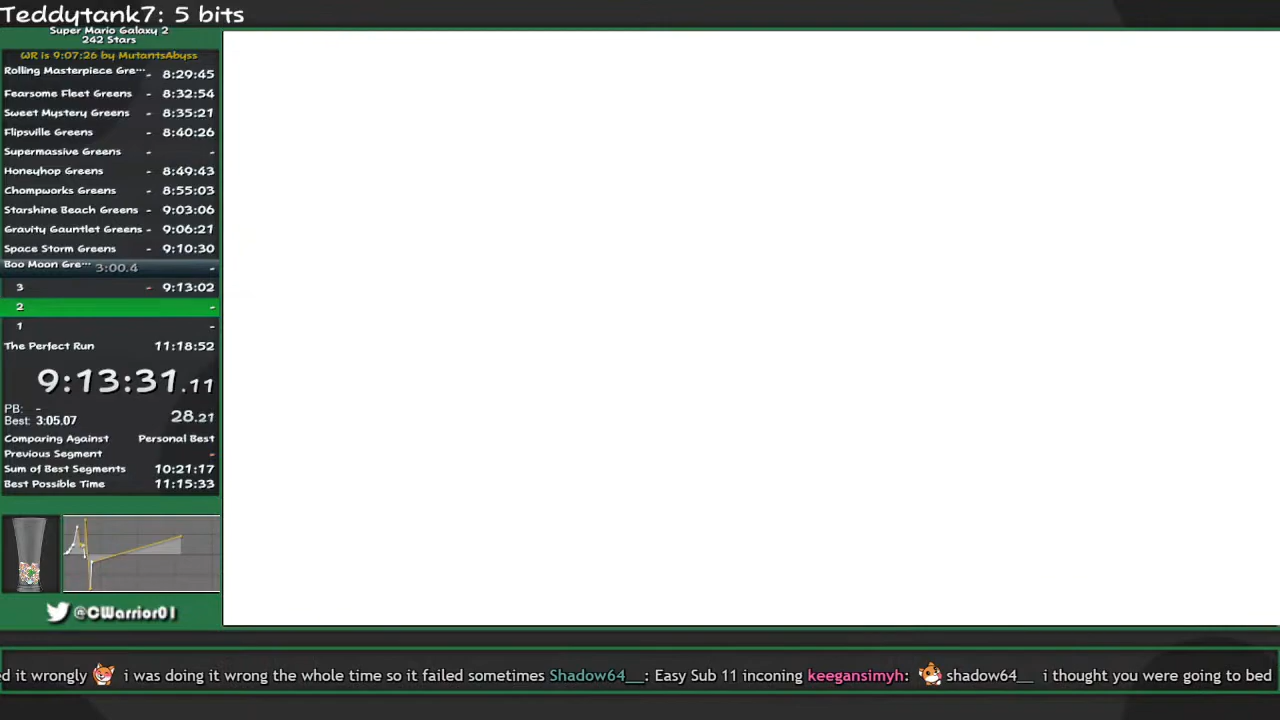 Teddytank7: 5 bits
Super Mario Galaxy 2
242 Stars
WR is 9:07:26 by MutantsAbyss
Rolling Masterpiece Gre... - 8:29:45
Fearsome Fleet Greens - 8:32:54
Sweet Mystery Greens - 8:35:21
Flipsville Greens - 8:40:26
Supermassive Greens - -
Honeyhop Greens - 8:49:43
Chompworks Greens - 8:55:03
Starshine Beach Greens - 9:03:06
Gravity Gauntlet Greens - 9:06:21
Space Storm Greens - 9:10:30
Boo Moon Gre... 3:00.4 -
3 - 9:13:02
2 -
1 -
The Perfect Run 11:18:52
9:13:31.11
PB: - 28.21
Best: 3:05.07
Comparing Against Personal Best
Previous Segment -
Sum of Best Segments 10:21:17
Best Possible Time 11:15:33
@CWarrior01
ed it wrongly i was doing it wrong the whole time so it failed sometimes Shadow64__: Easy Sub 11 inconing keegansimyh: shadow64__ i thought you were going to bed